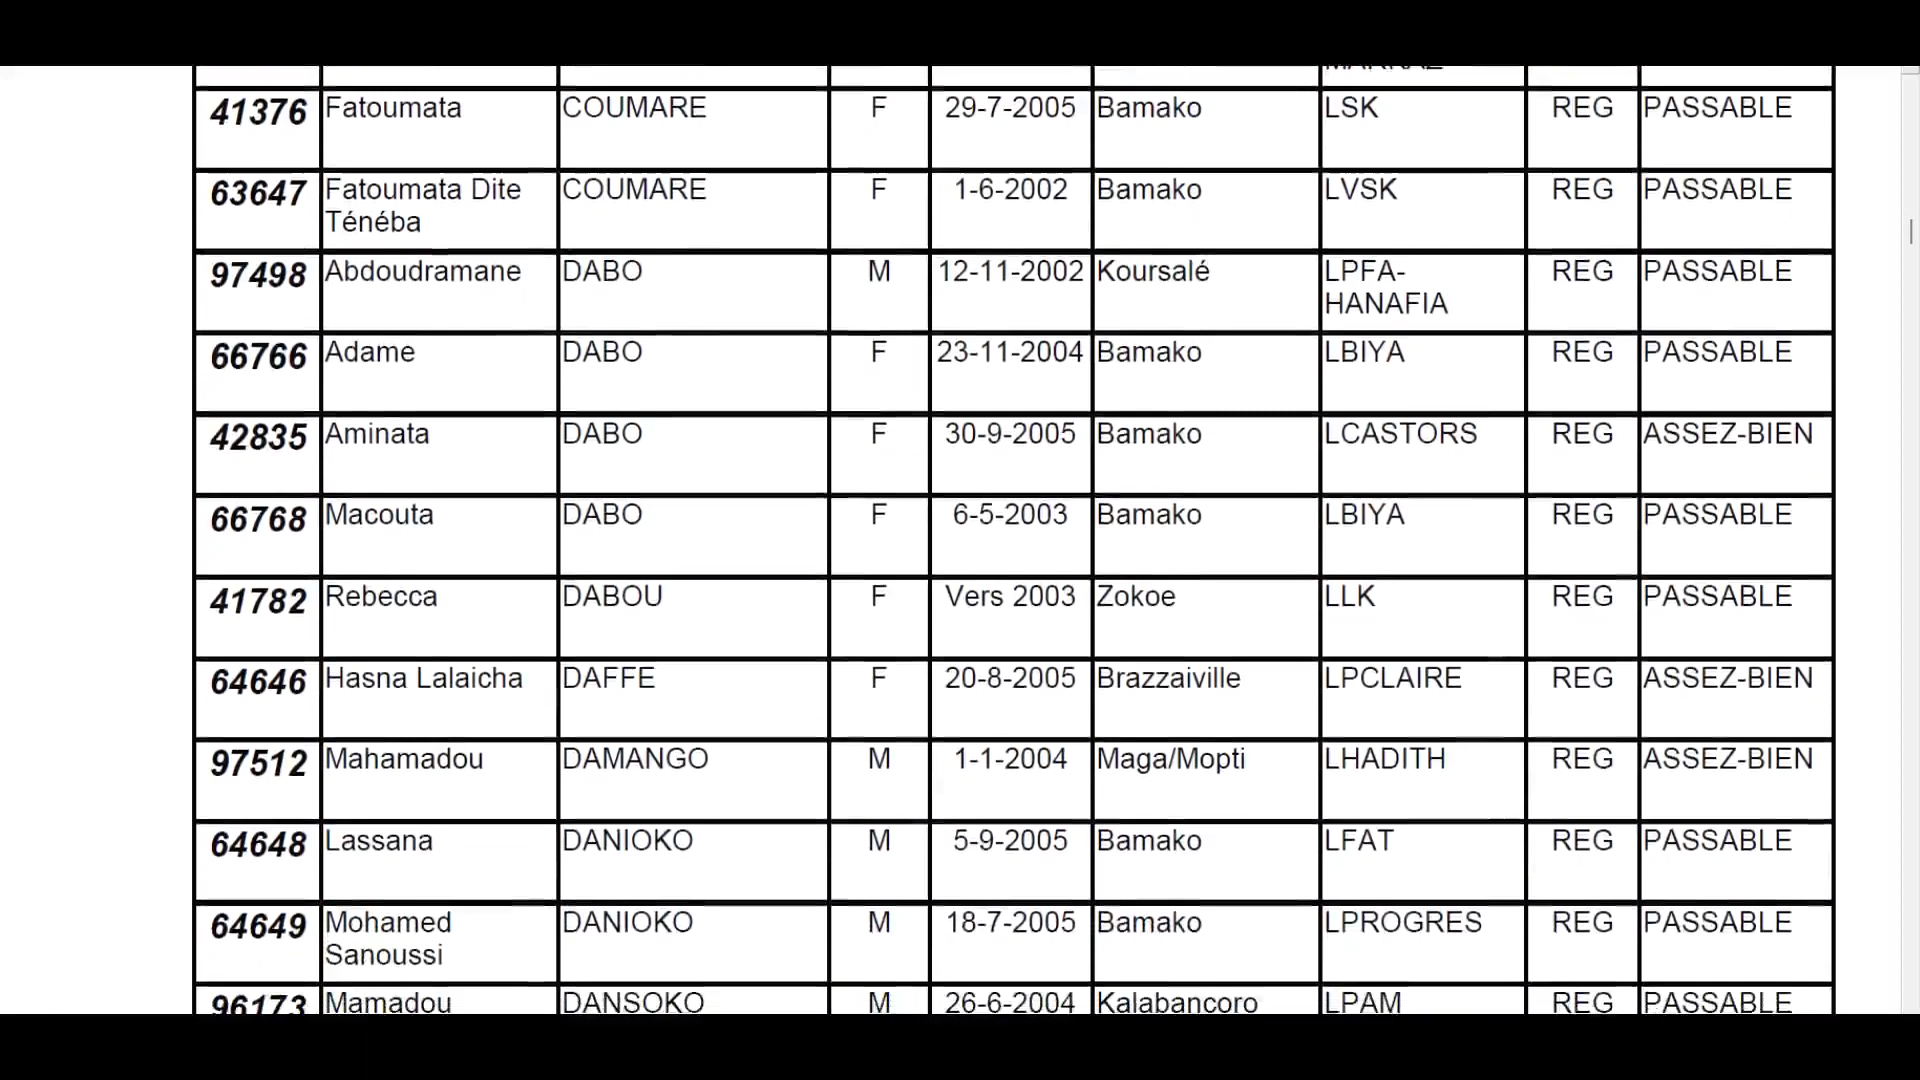 41376 Fatoumata COUMARE F 29-7-2005 Bamako LSK REG PASSABLE
63647 Fatoumata Dite COUMARE F 1-6-2002 Bamako LVSK REG PASSABLE
Ténéba
97498 Abdoudramane DABO M 12-11-2002 Koursalé LPFA- REG PASSABLE
HANAFIA
66766 Adame DABO F 23-11-2004 Bamako LBIYA REG PASSABLE
42835 Aminata DABO F 30-9-2005 Bamako LCASTORS REG ASSEZ-BIEN
66768 Macouta DABO F 6-5-2003 Bamako LBIYA REG PASSABLE
41782 Rebecca DABOU F Vers 2003 Zokoe LLK REG PASSABLE
64646 Hasna Lalaicha DAFFE F 20-8-2005 Brazzaiville LPCLAIRE REG ASSEZ-BIEN
97512 Mahamadou DAMANGO M 1-1-2004 Maga/Mopti LHADITH REG ASSEZ-BIEN
64648 Lassana DANIOKO M 5-9-2005 Bamako LFAT REG PASSABLE
64649 Mohamed DANIOKO M 18-7-2005 Bamako LPROGRES REG PASSABLE
Sanoussi
96173 Mamadou DANSOKO M 26-6-2004 Kalabancoro LPAM REG PASSABLE